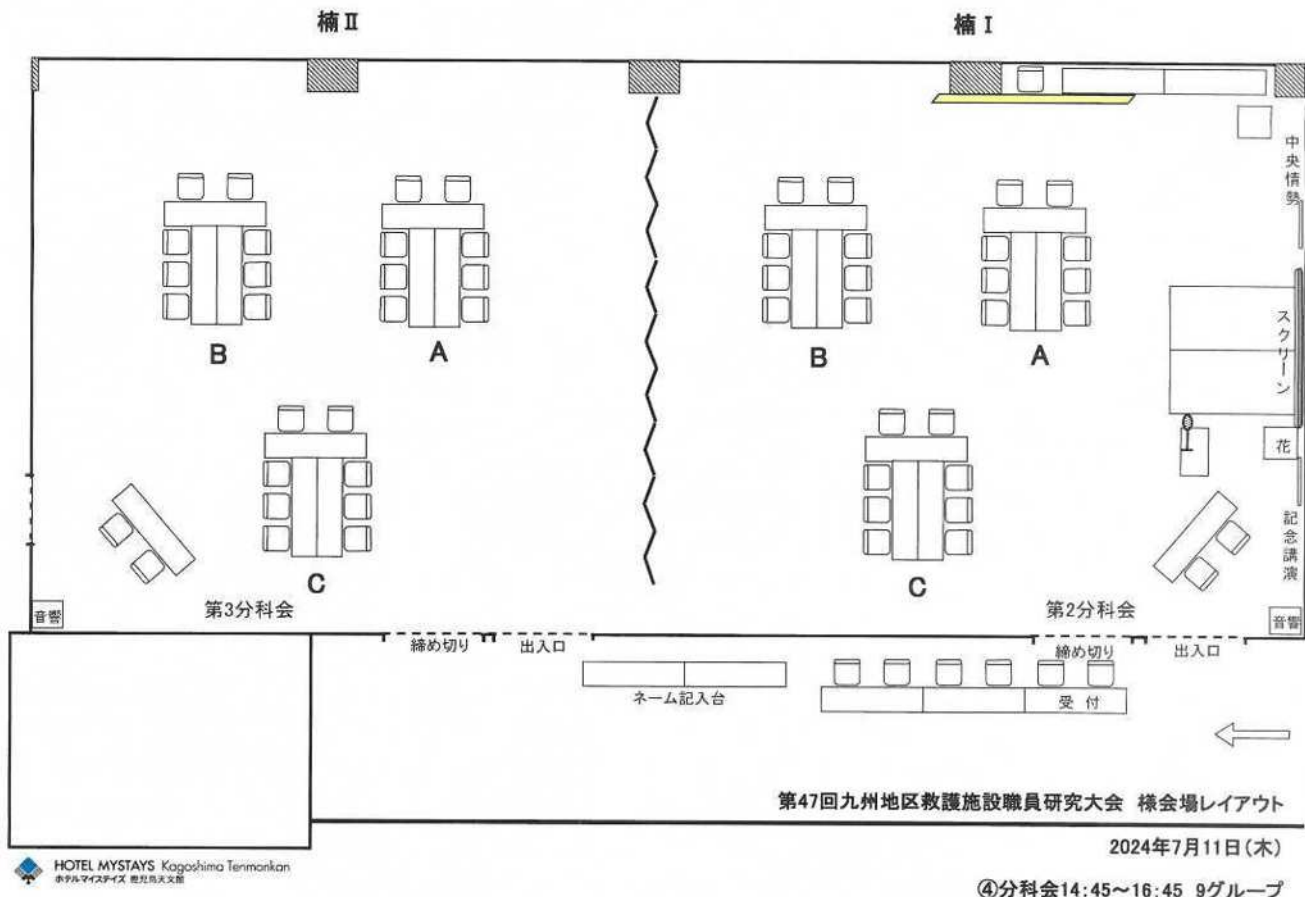 楠Ⅱ
楠Ⅰ
中央情勢
B
A
B
A
スクリーン
花
C
C
記念講演
第3分科会
第2分科会
音響
音響
締め切り
出入口
締め切り
出入口
ネーム記入台
受 付
第47回九州地区救護施設職員研究大会 様会場レイアウト
2024年7月11日(木)
HOTEL MYSTAYS Kagoshima Tenmonkan
ホテルマイステイズ 鹿児島天文館
④分科会14:45～16:45 9グループ